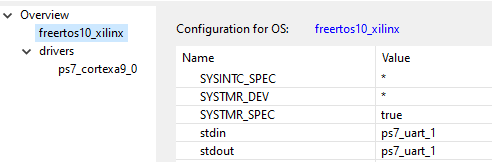 Overview
freertos10_xilinx
drivers
ps7_cortexa9_0
Configuration for OS: freertos10_xilinx
Name Value
SYSINTC_SPEC *
SYSTMR_DEV *
SYSTMR_SPEC true
stdin ps7_uart_1
stdout ps7_uart_1